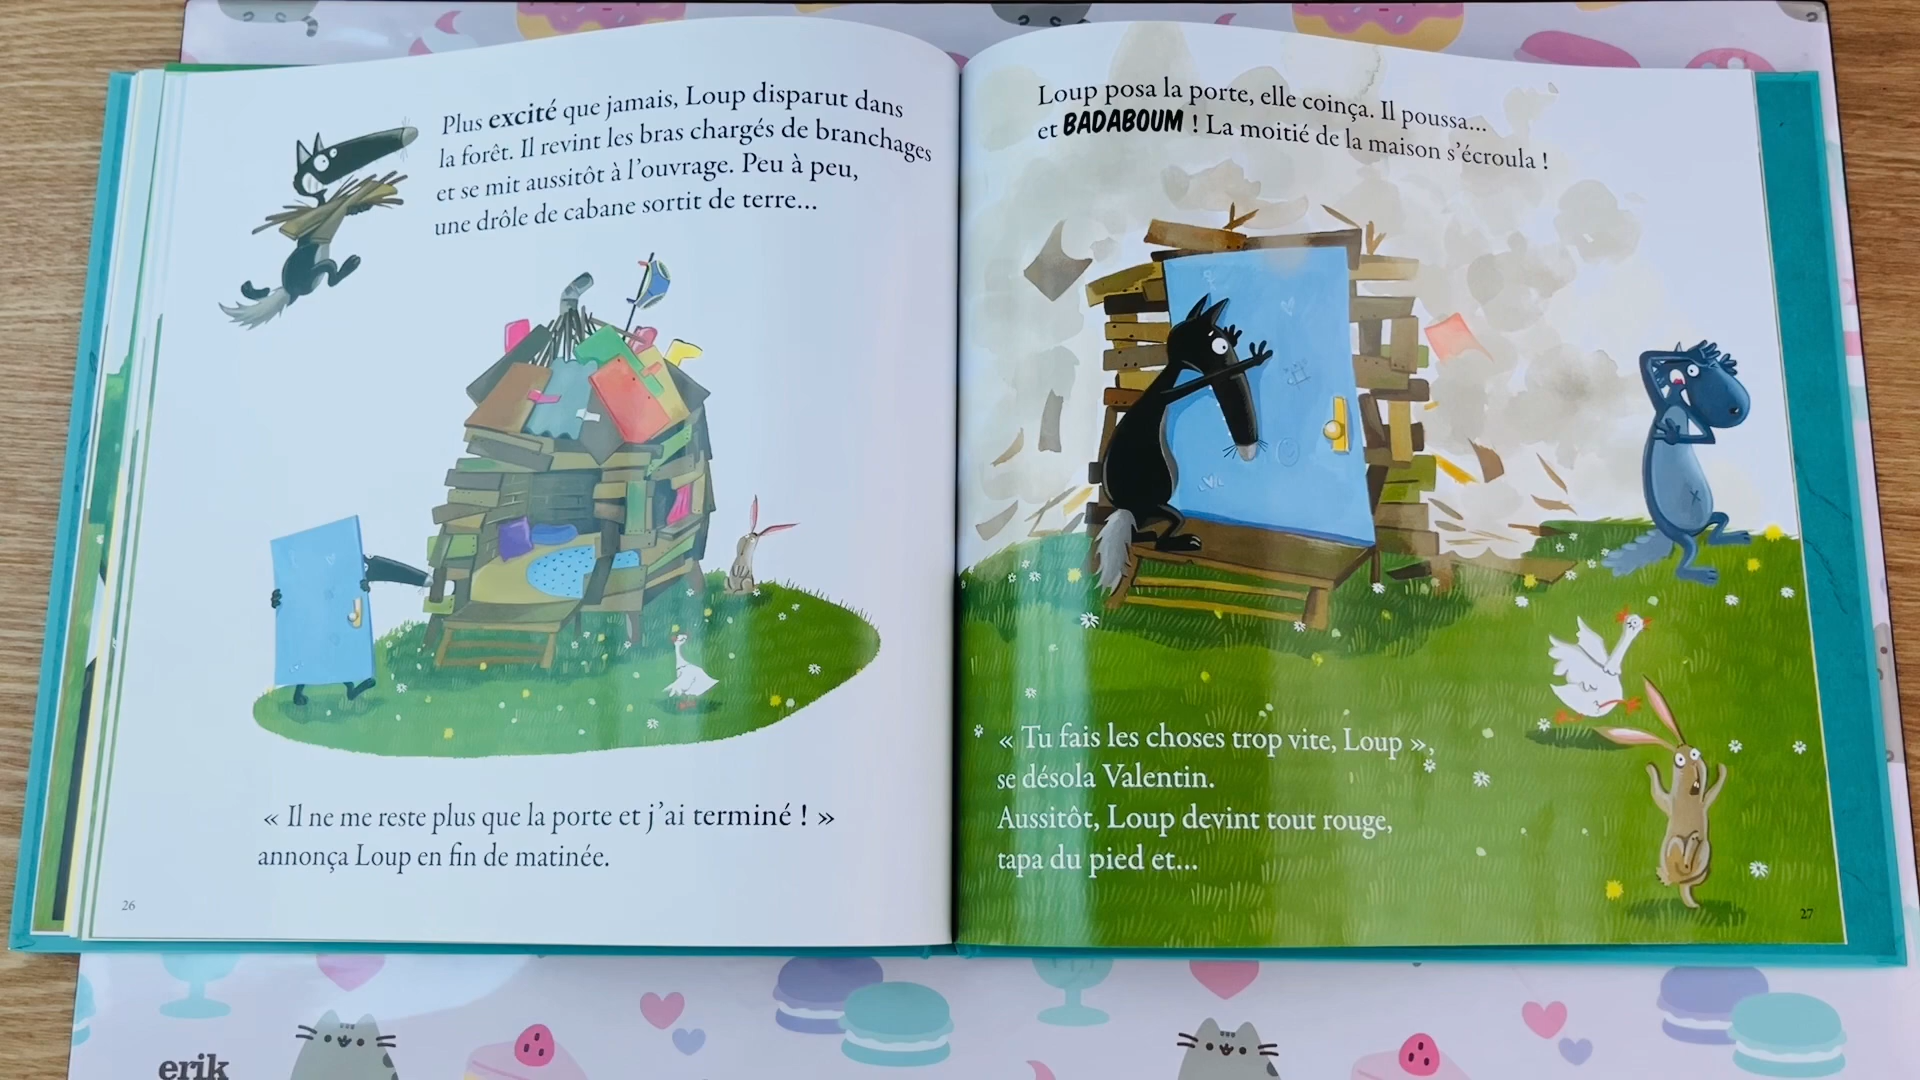 Plus excité que jamais, Loup disparut dans
la forêt. Il revint les bras chargés de branchages
et se mit aussitôt à l'ouvrage. Peu à peu,
une drôle de cabane sortit de terre...
« Il ne me reste plus que la porte et j'ai terminé ! »
annonça Loup en fin de matinée.
26
Loup posa la porte, elle coinça. Il poussa...
et BADABOUM ! La moitié de la maison s'écroula !
« Tu fais les choses trop vite, Loup »,
se désola Valentin.
Aussitôt, Loup devint tout rouge,
tapa du pied et...
27
erik